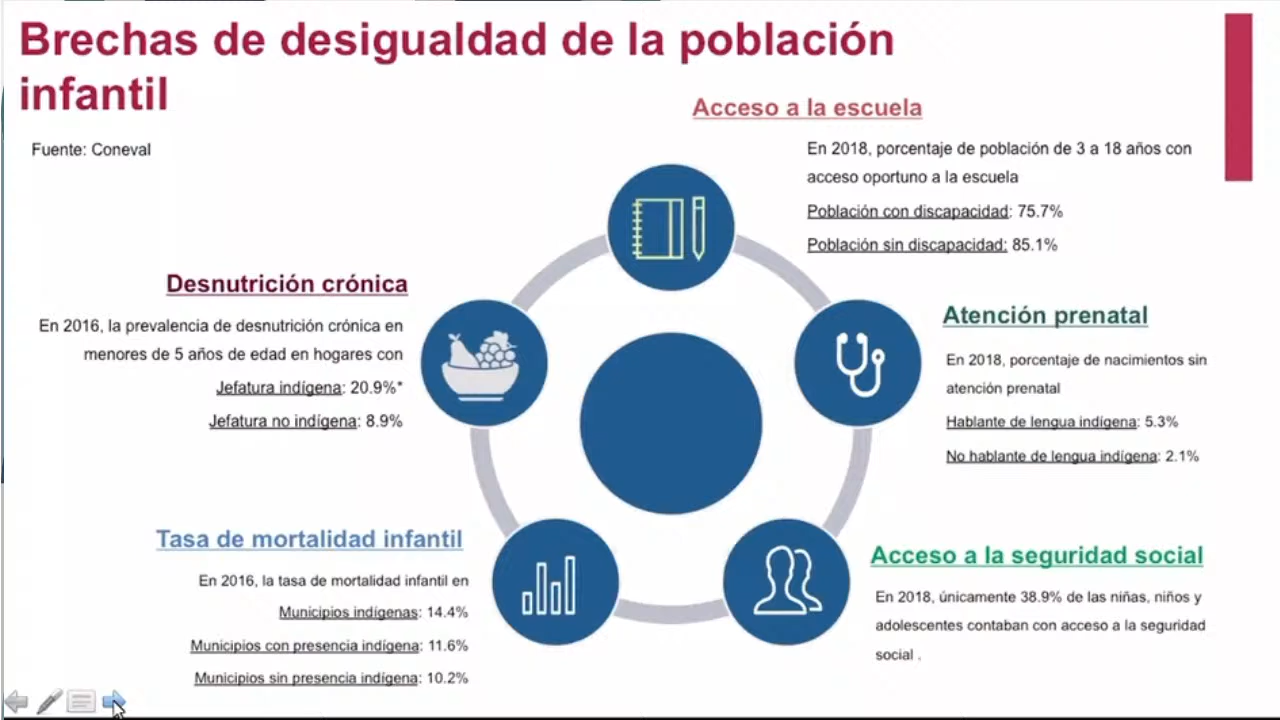 Brechas de desigualdad de la población
infantil
Fuente: Coneval
Acceso a la escuela
En 2018, porcentaje de población de 3 a 18 años con
acceso oportuno a la escuela
Población con discapacidad: 75.7%
Población sin discapacidad: 85.1%
Desnutrición crónica
En 2016, la prevalencia de desnutrición crónica en
menores de 5 años de edad en hogares con
Jefatura indígena: 20.9%*
Jefatura no indígena: 8.9%
Atención prenatal
En 2018, porcentaje de nacimientos sin
atención prenatal
Hablante de lengua indígena: 5.3%
No hablante de lengua indígena: 2.1%
Tasa de mortalidad infantil
En 2016, la tasa de mortalidad infantil en
Municipios indígenas: 14.4%
Municipios con presencia indígena: 11.6%
Municipios sin presencia indígena: 10.2%
Acceso a la seguridad social
En 2018, únicamente 38.9% de las niñas, niños y
adolescentes contaban con acceso a la seguridad
social .